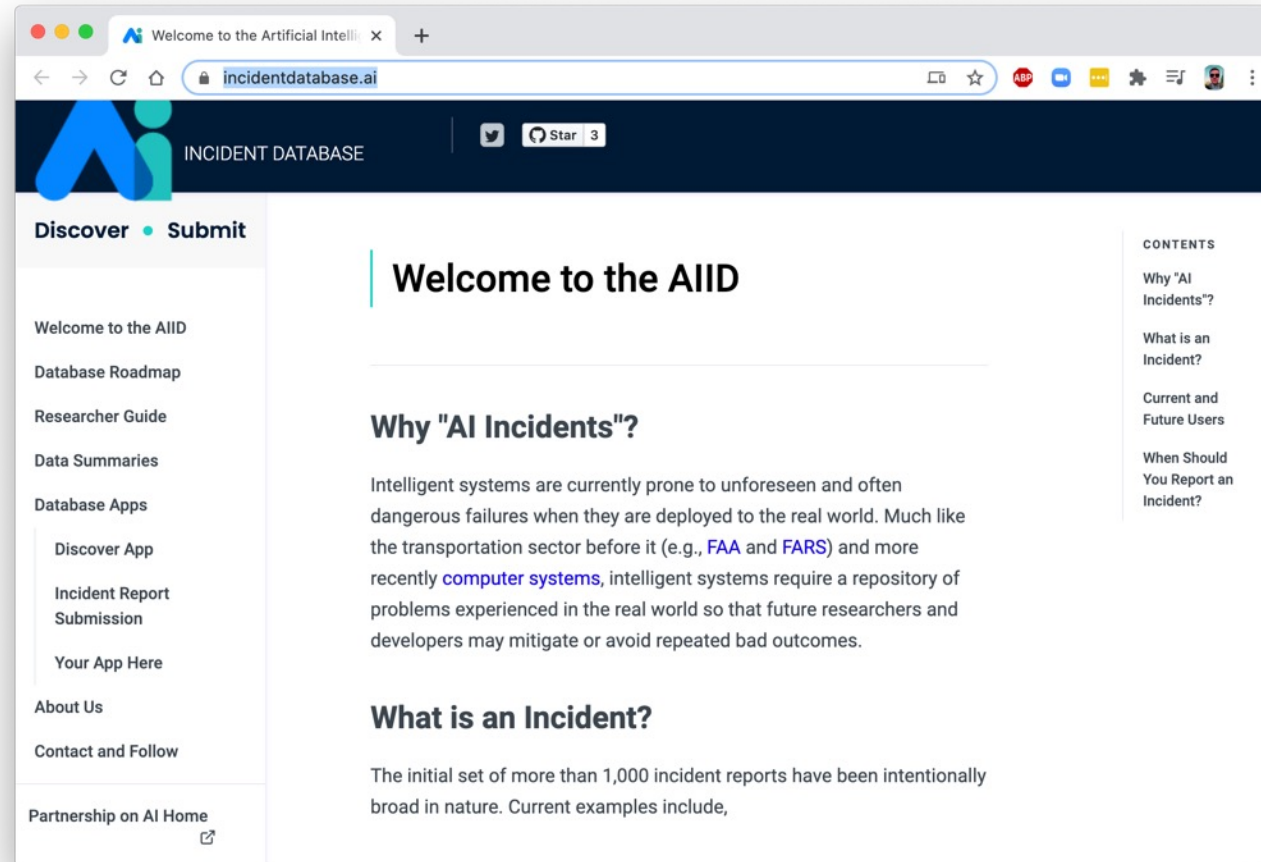 Welcome to the Artificial Intelli
incidentdatabase.ai
ABP
INCIDENT DATABASE
Star 3
Discover • Submit
Welcome to the AIID
Database Roadmap
Researcher Guide
Data Summaries
Database Apps
Discover App
Incident Report
Submission
Your App Here
About Us
Contact and Follow
Partnership on AI Home
Welcome to the AIID
Why "AI Incidents"?
Intelligent systems are currently prone to unforeseen and often
dangerous failures when they are deployed to the real world. Much like
the transportation sector before it (e.g., FAA and FARS) and more
recently computer systems, intelligent systems require a repository of
problems experienced in the real world so that future researchers and
developers may mitigate or avoid repeated bad outcomes.
What is an Incident?
The initial set of more than 1,000 incident reports have been intentionally
broad in nature. Current examples include,
CONTENTS
Why "AI
Incidents"?
What is an
Incident?
Current and
Future Users
When Should
You Report an
Incident?